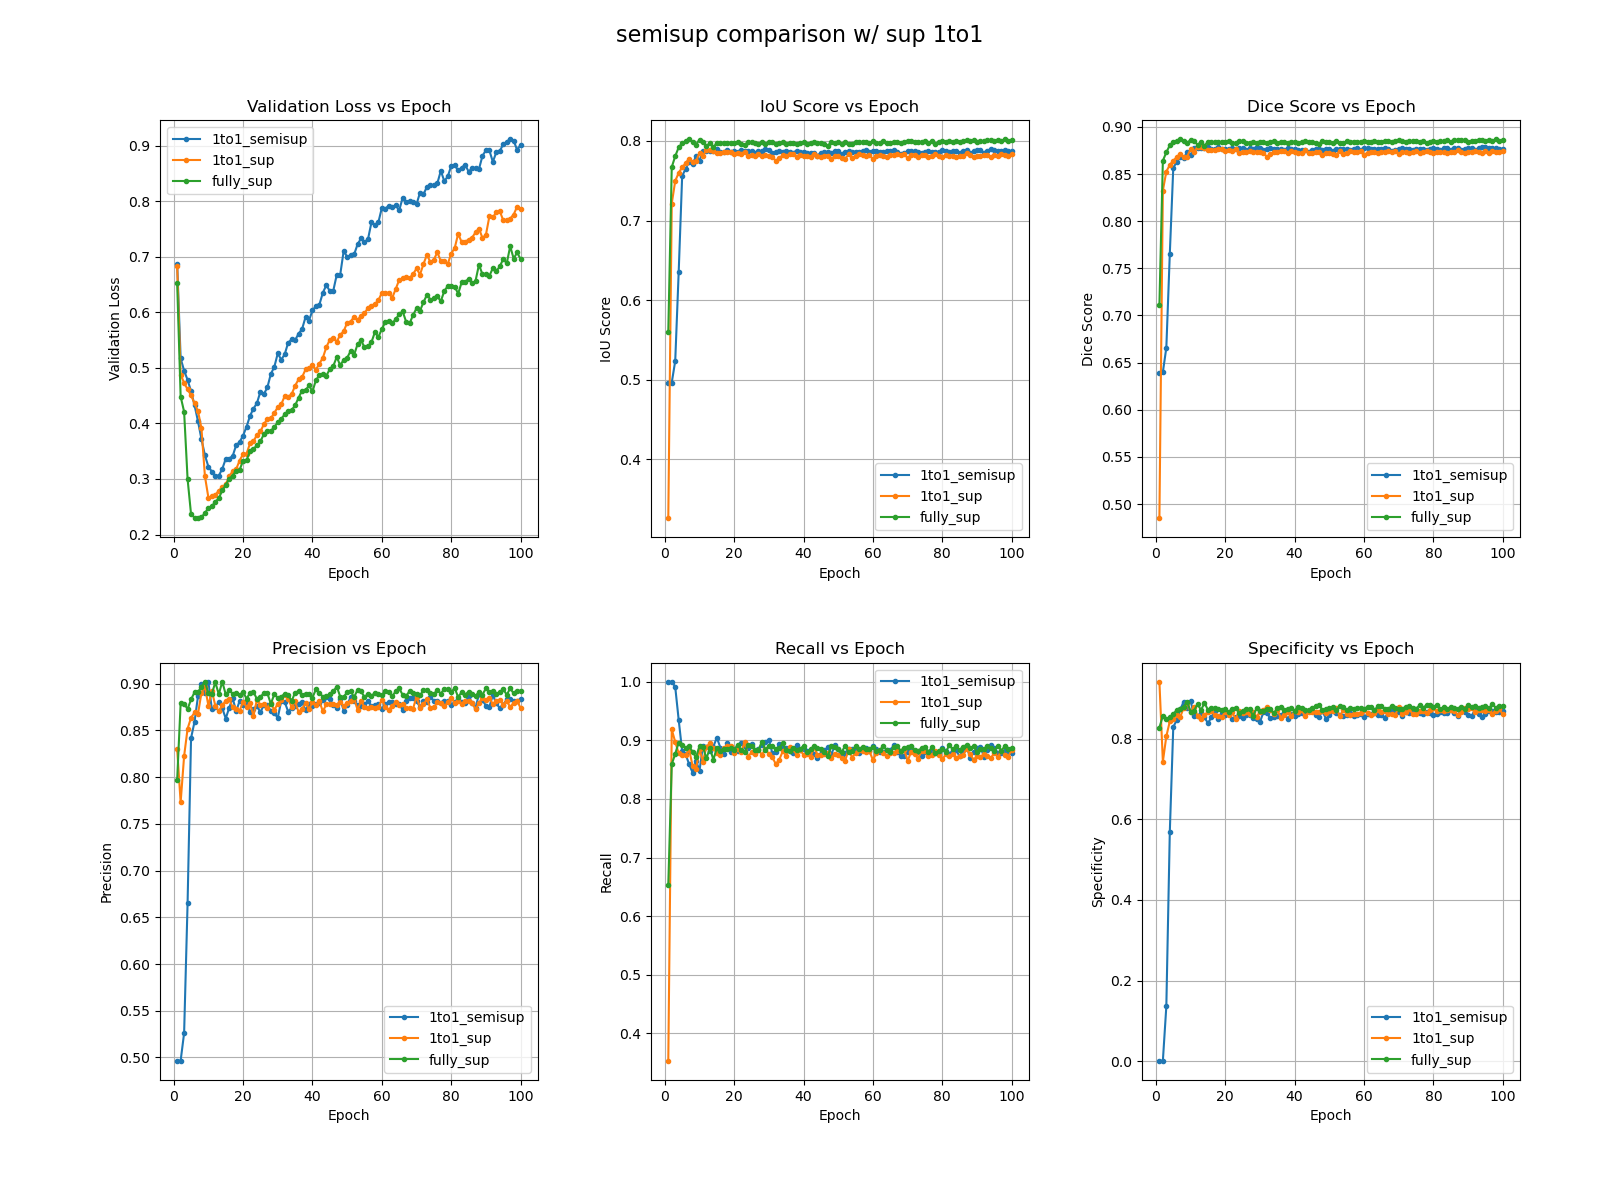 semisup comparison w/ sup 1to1
Validation Loss vs Epoch
Validation Loss
0.9
0.8
0.7
0.6
0.5
0.4
0.3
0.2
1to1_semisup
1to1_sup
fully_sup
0 20 40 60 80 100
Epoch
IoU Score vs Epoch
IoU Score
0.8
0.7
0.6
0.5
0.4
1to1_semisup
1to1_sup
fully_sup
0 20 40 60 80 100
Epoch
Dice Score vs Epoch
Dice Score
0.90
0.85
0.80
0.75
0.70
0.65
0.60
0.55
0.50
1to1_semisup
1to1_sup
fully_sup
0 20 40 60 80 100
Epoch
Precision vs Epoch
Precision
0.90
0.85
0.80
0.75
0.70
0.65
0.60
0.55
0.50
1to1_semisup
1to1_sup
fully_sup
0 20 40 60 80 100
Epoch
Recall vs Epoch
Recall
1.0
0.9
0.8
0.7
0.6
0.5
0.4
1to1_semisup
1to1_sup
fully_sup
0 20 40 60 80 100
Epoch
Specificity vs Epoch
Specificity
0.8
0.6
0.4
0.2
0.0
1to1_semisup
1to1_sup
fully_sup
0 20 40 60 80 100
Epoch